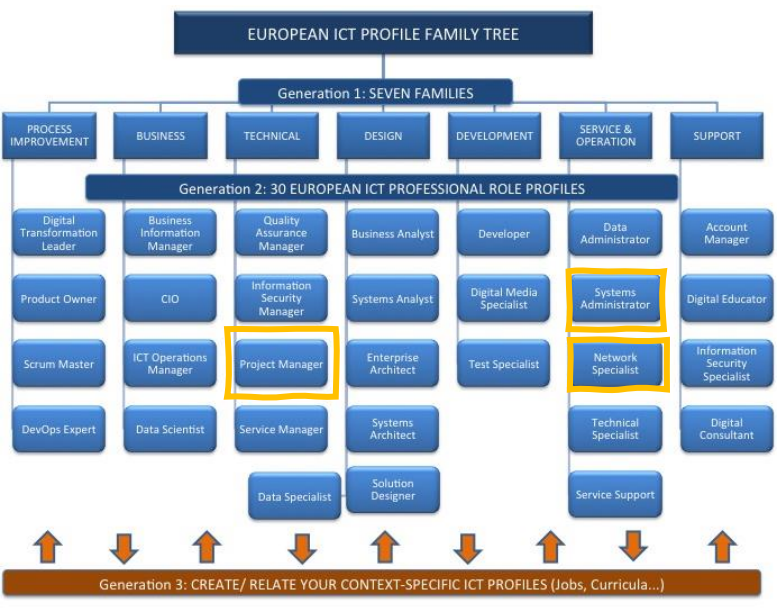 EUROPEAN ICT PROFILE FAMILY TREE
Generation 1: SEVEN FAMILIES
PROCESS
IMPROVEMENT
BUSINESS
TECHNICAL
DESIGN
DEVELOPMENT
SERVICE &
OPERATION
SUPPORT
Generation 2: 30 EUROPEAN ICT PROFESSIONAL ROLE PROFILES
Digital
Transformation
Leader
Business
Information
Manager
Quality
Assurance
Manager
Business Analyst
Developer
Data
Administrator
Account
Manager
Product Owner
CIO
Information
Security
Manager
Systems Analyst
Digital Media
Specialist
Systems
Administrator
Digital Educator
Scrum Master
ICT Operations
Manager
Project Manager
Enterprise
Architect
Test Specialist
Network
Specialist
Information
Security
Specialist
DevOps Expert
Data Scientist
Service Manager
Systems
Architect
Technical
Specialist
Digital
Consultant
Data Specialist
Solution
Designer
Service Support
Generation 3: CREATE/ RELATE YOUR CONTEXT-SPECIFIC ICT PROFILES (Jobs, Curricula...)